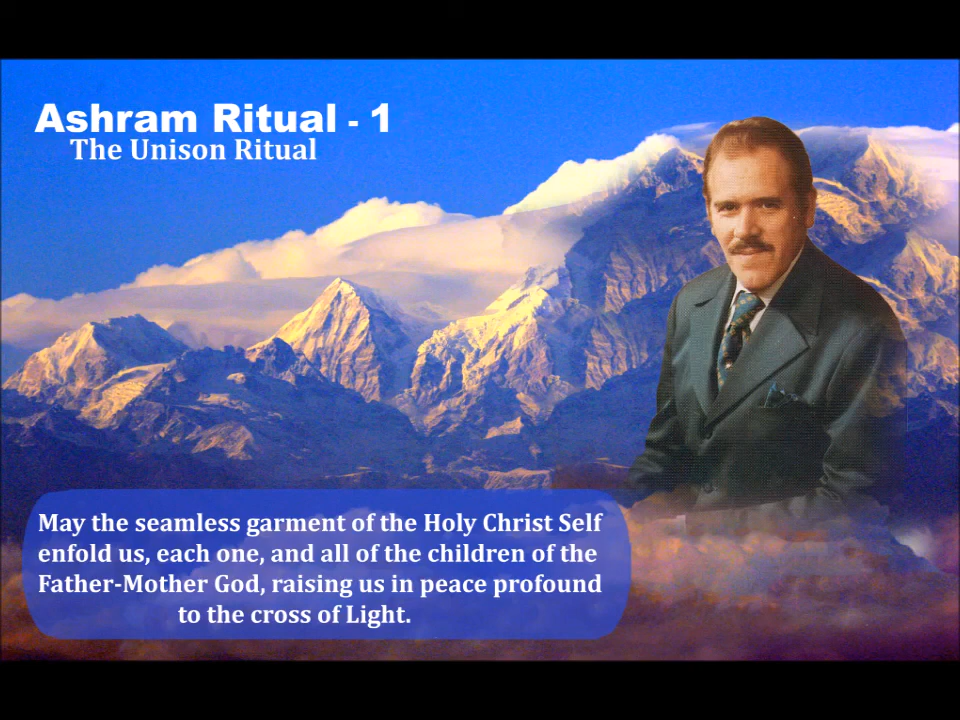 Ashram Ritual - 1
The Unison Ritual
May the seamless garment of the Holy Christ Self
enfold us, each one, and all of the children of the
Father-Mother God, raising us in peace profound
to the cross of Light.